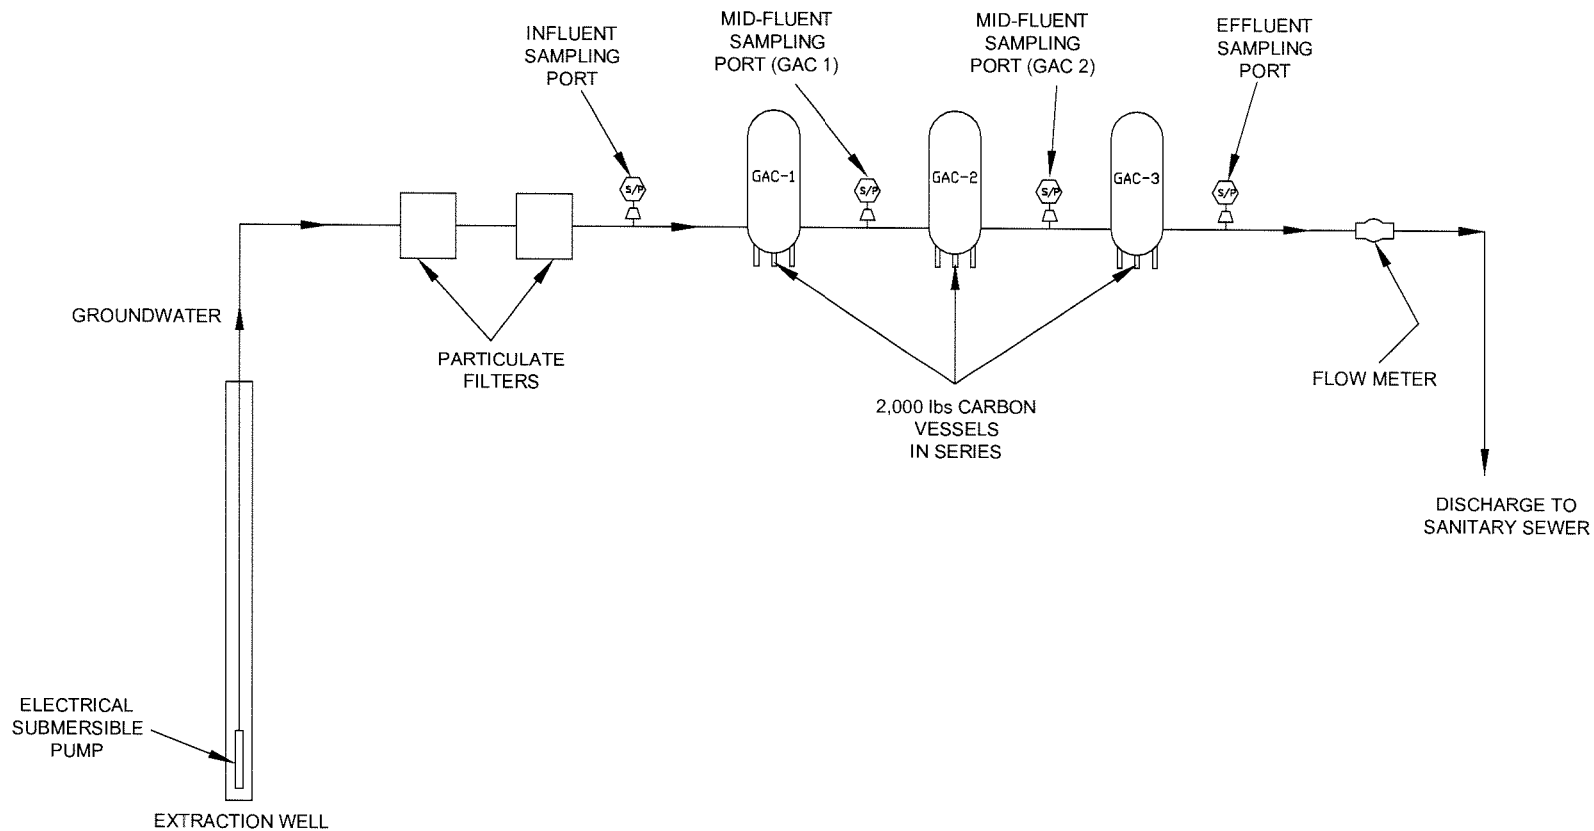 INFLUENT
SAMPLING
PORT
MID-FLUENT
SAMPLING
PORT (GAC 1)
MID-FLUENT
SAMPLING
PORT (GAC 2)
EFFLUENT
SAMPLING
PORT
S/P
GAC-1
S/P
GAC-2
S/P
GAC-3
S/P
GROUNDWATER
PARTICULATE
FILTERS
2,000 lbs CARBON
VESSELS
IN SERIES
FLOW METER
DISCHARGE TO
SANITARY SEWER
ELECTRICAL
SUBMERSIBLE
PUMP
EXTRACTION WELL